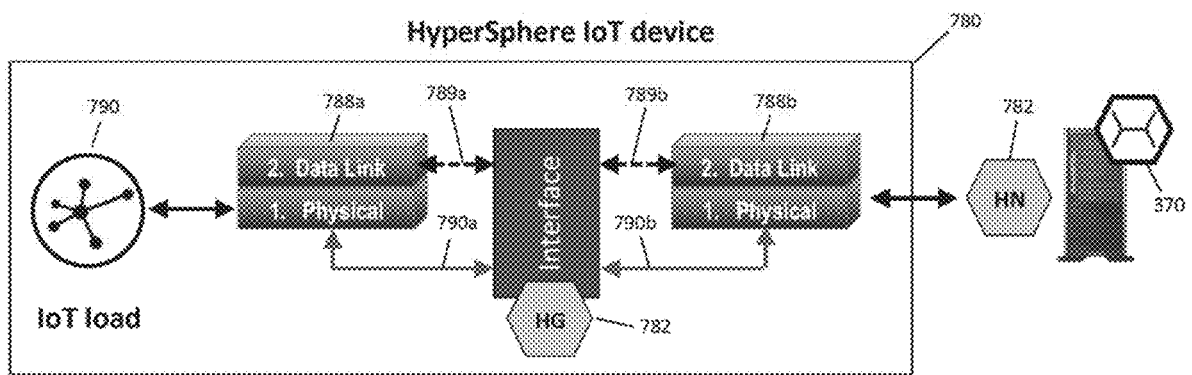 HyperSphere IoT device
780
790
788a
789a
789b
788b
782
2. Data Link
2. Data Link
HN
370
1. Physical
1. Physical
790a
Interface
790b
IoT load
HG
782